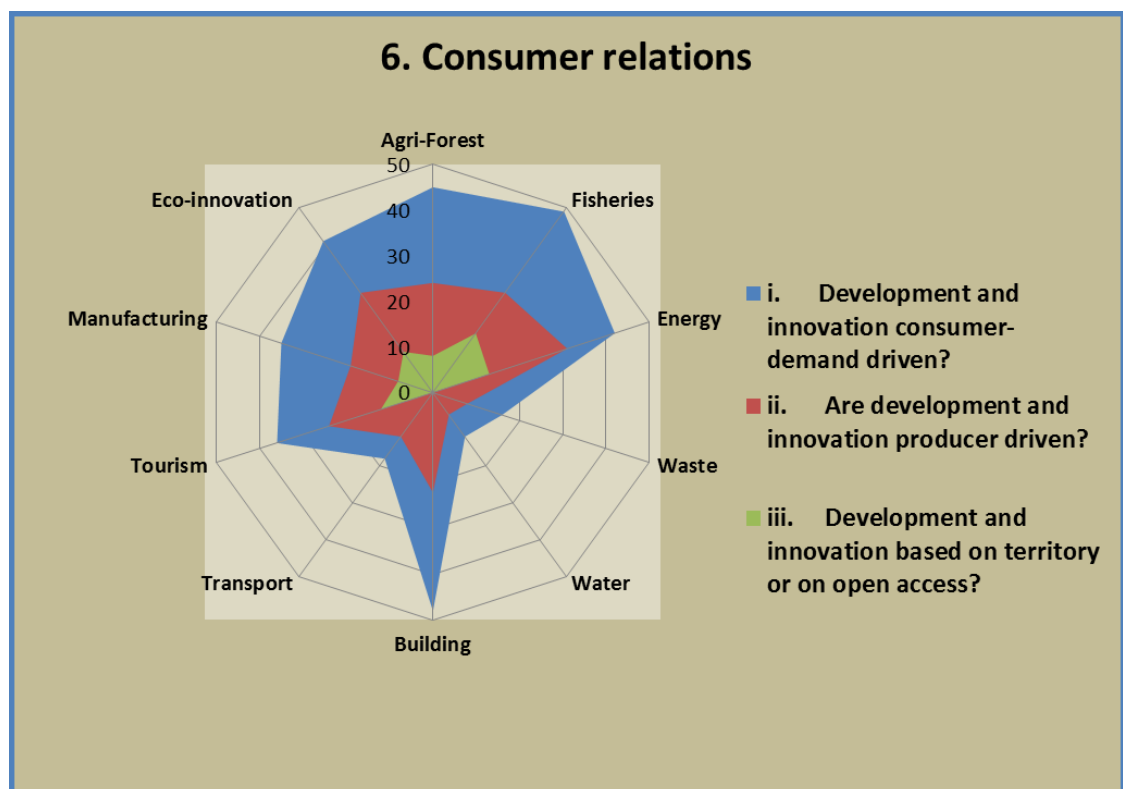 6. Consumer relations
Agri-Forest
50
Eco-innovation
Fisheries
40
30
Manufacturing
Energy
20
10
0
Tourism
Waste
Transport
Water
Building
i. Development and
innovation consumer-
demand driven?
ii. Are development and
innovation producer driven?
iii. Development and
innovation based on territory
or on open access?